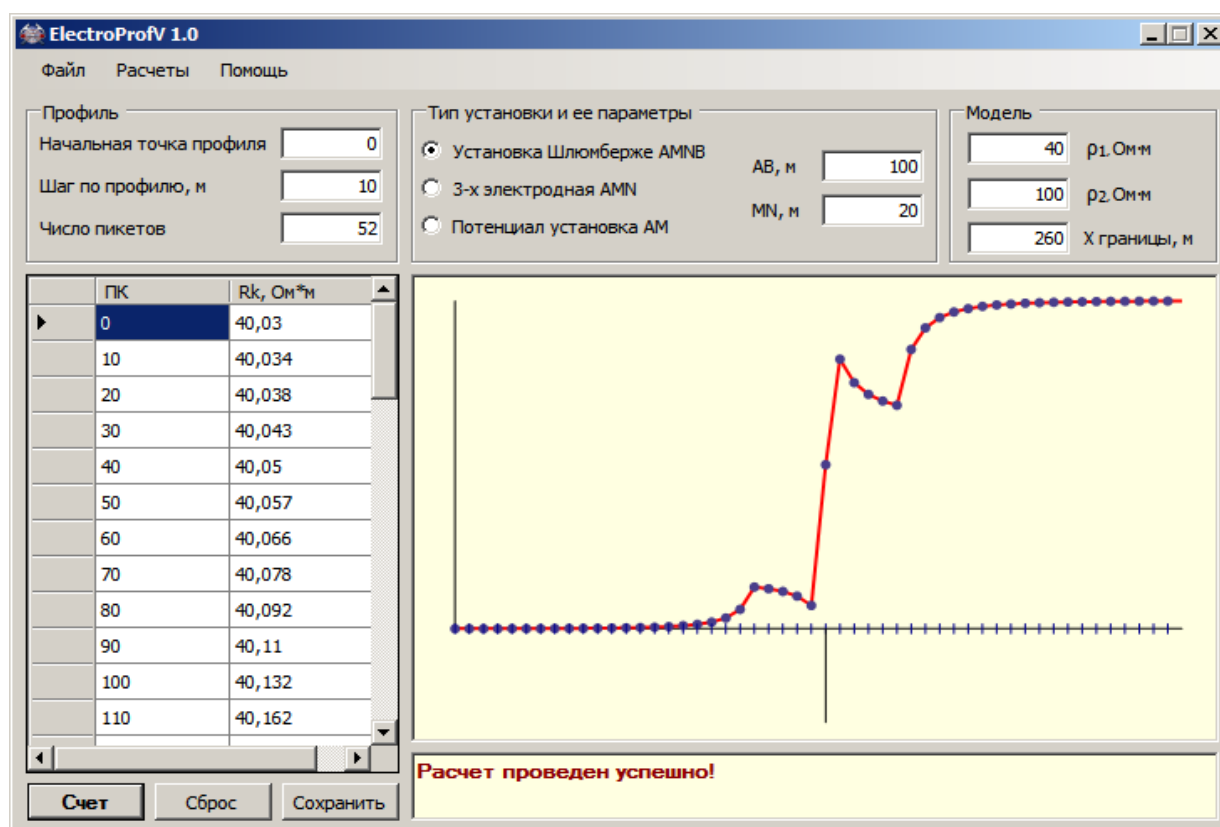 ElectroProfV 1.0
Файл Расчеты Помощь
Профиль
Начальная точка профиля 0
Шаг по профилю, м 10
Число пикетов 52
Тип установки и ее параметры
Установка Шлюмберже AMNB
3-х электродная AMN
Потенциал установка AM
AB, м 100
MN, м 20
Модель
40 ρ1, Ом·м
100 ρ2, Ом·м
260 X границы, м
ПК Rk, Ом*м
0 40,03
10 40,034
20 40,038
30 40,043
40 40,05
50 40,057
60 40,066
70 40,078
80 40,092
90 40,11
100 40,132
110 40,162
Расчет проведен успешно!
Счет Сброс Сохранить